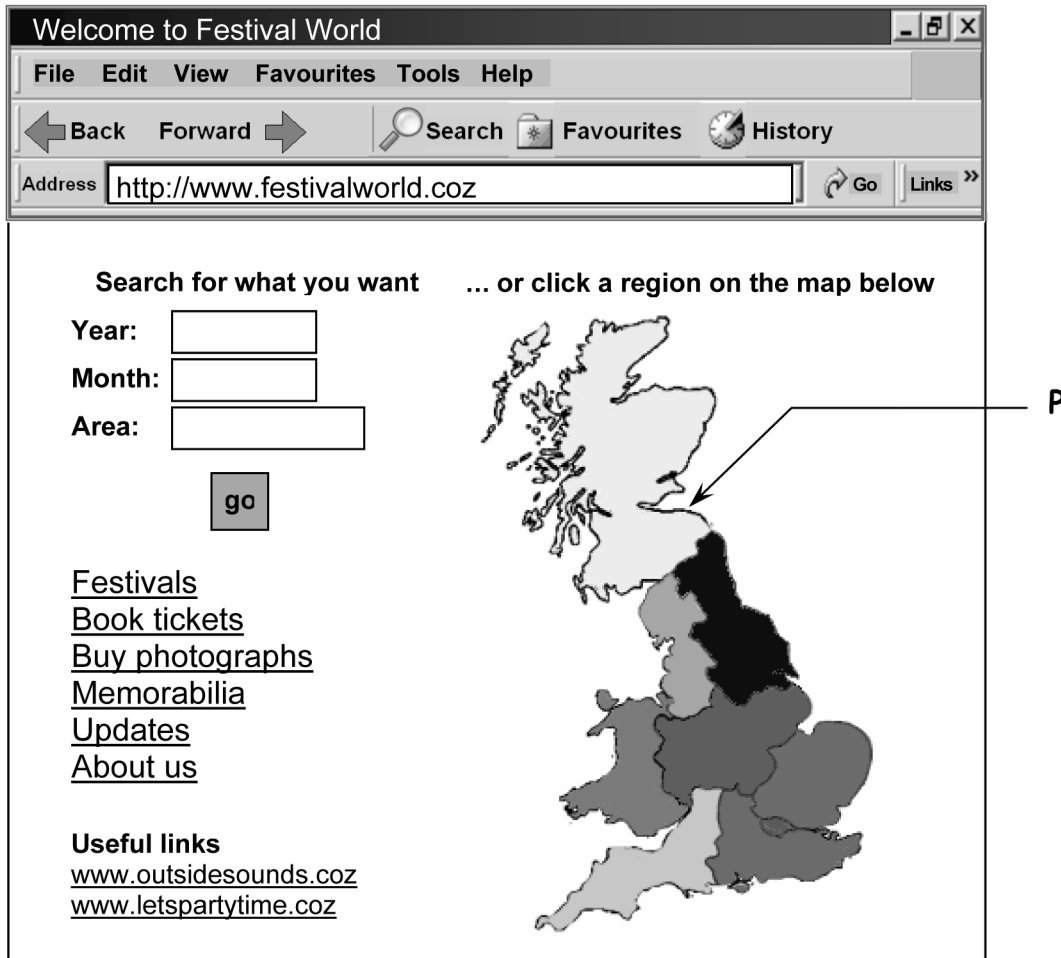 Welcome to Festival World
File Edit View Favourites Tools Help
Back Forward Search Favourites History
Address http://www.festivalworld.coz Go Links »
Search for what you want ... or click a region on the map below
Year:
Month:
Area:
P
go
Festivals
Book tickets
Buy photographs
Memorabilia
Updates
About us
Useful links
www.outsidesounds.coz
www.letspartytime.coz